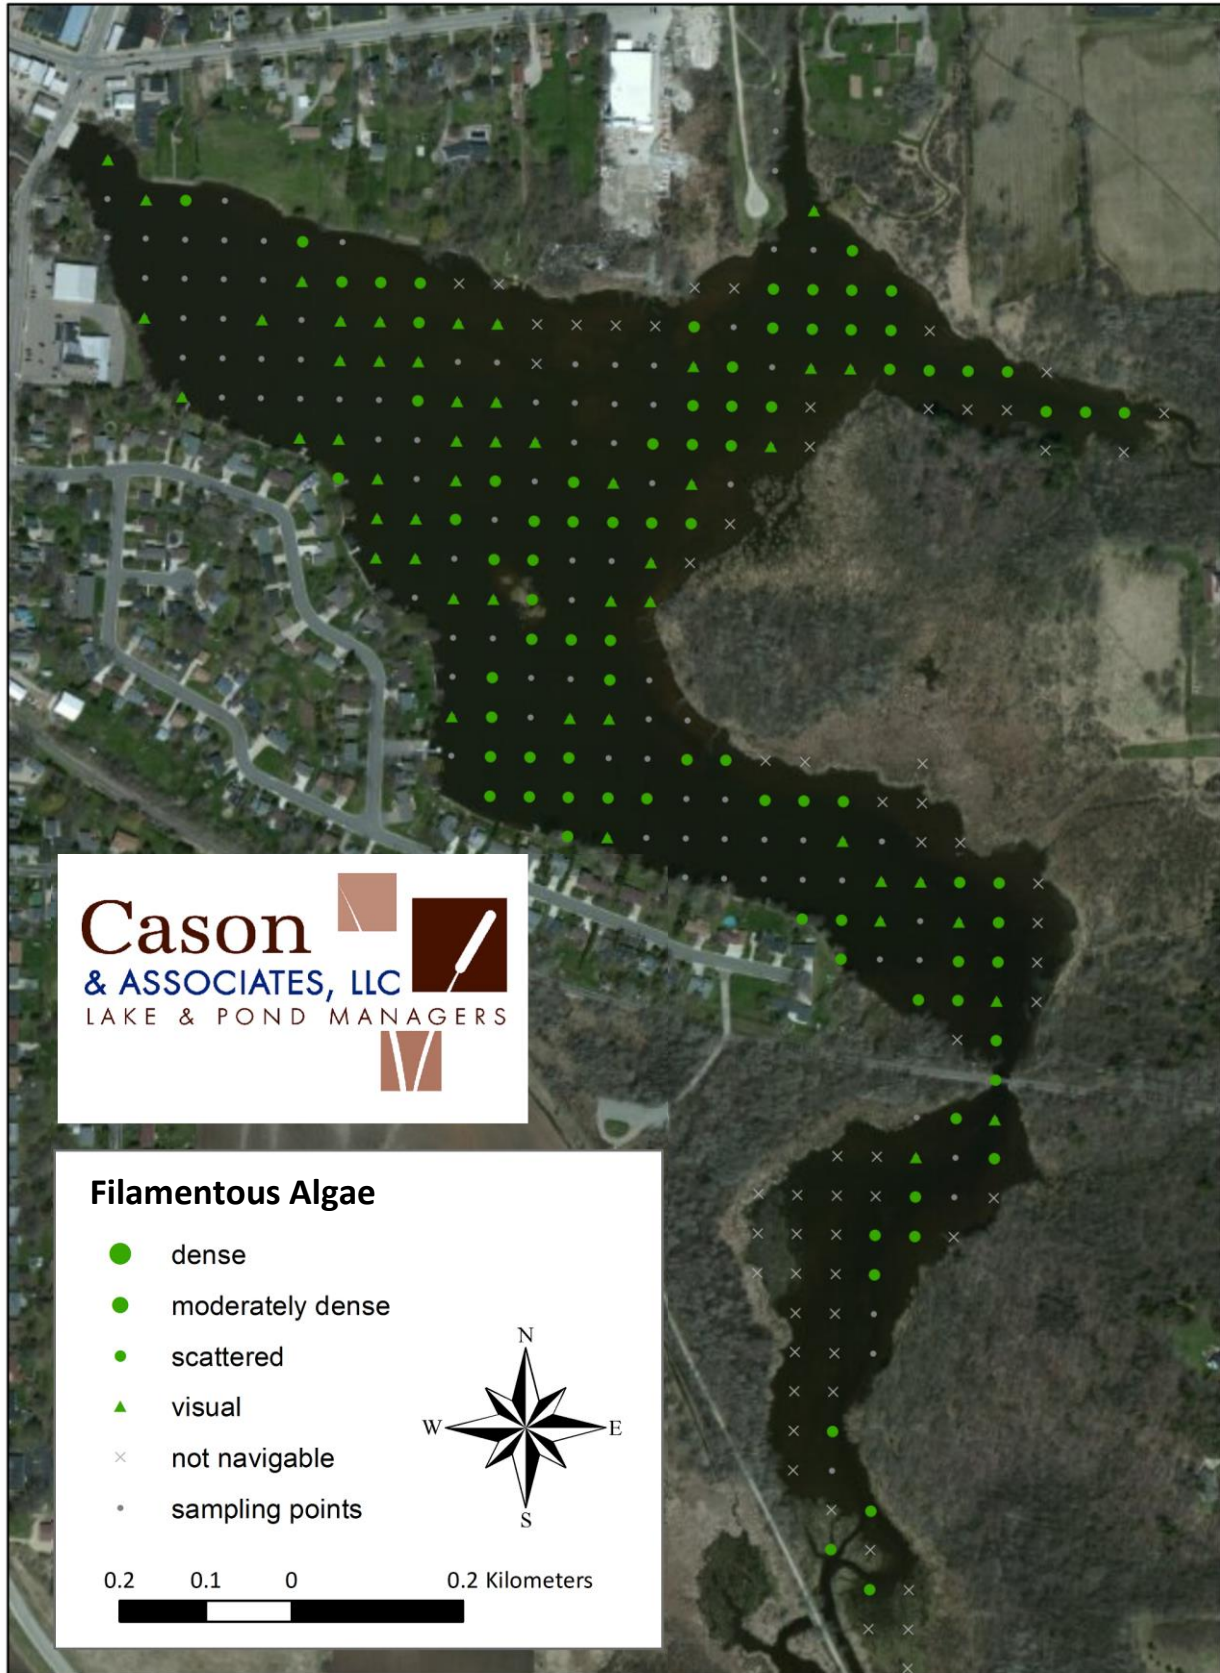 Cason
& ASSOCIATES, LLC
LAKE & POND MANAGERS
Filamentous Algae
dense
moderately dense
scattered
visual
not navigable
sampling points
N
W
E
S
0.2 0.1 0 0.2 Kilometers